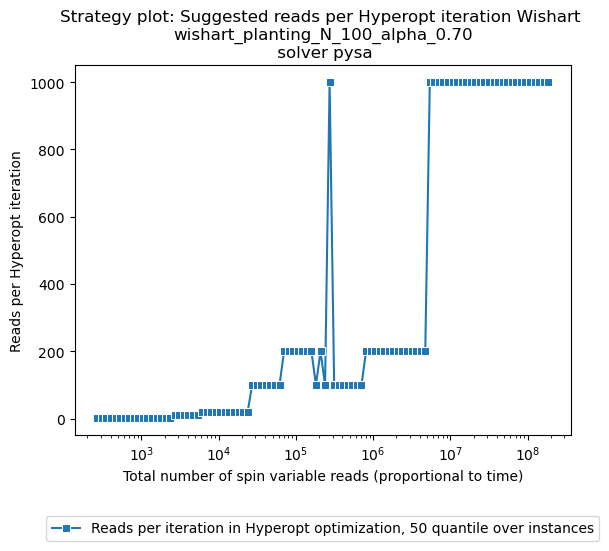 Strategy plot: Suggested reads per Hyperopt iteration Wishart
wishart_planting_N_100_alpha_0.70
solver pysa
1000
800
600
400
200
0
Reads per Hyperopt iteration
10^3
10^4
10^5
10^6
10^7
10^8
Total number of spin variable reads (proportional to time)
Reads per iteration in Hyperopt optimization, 50 quantile over instances